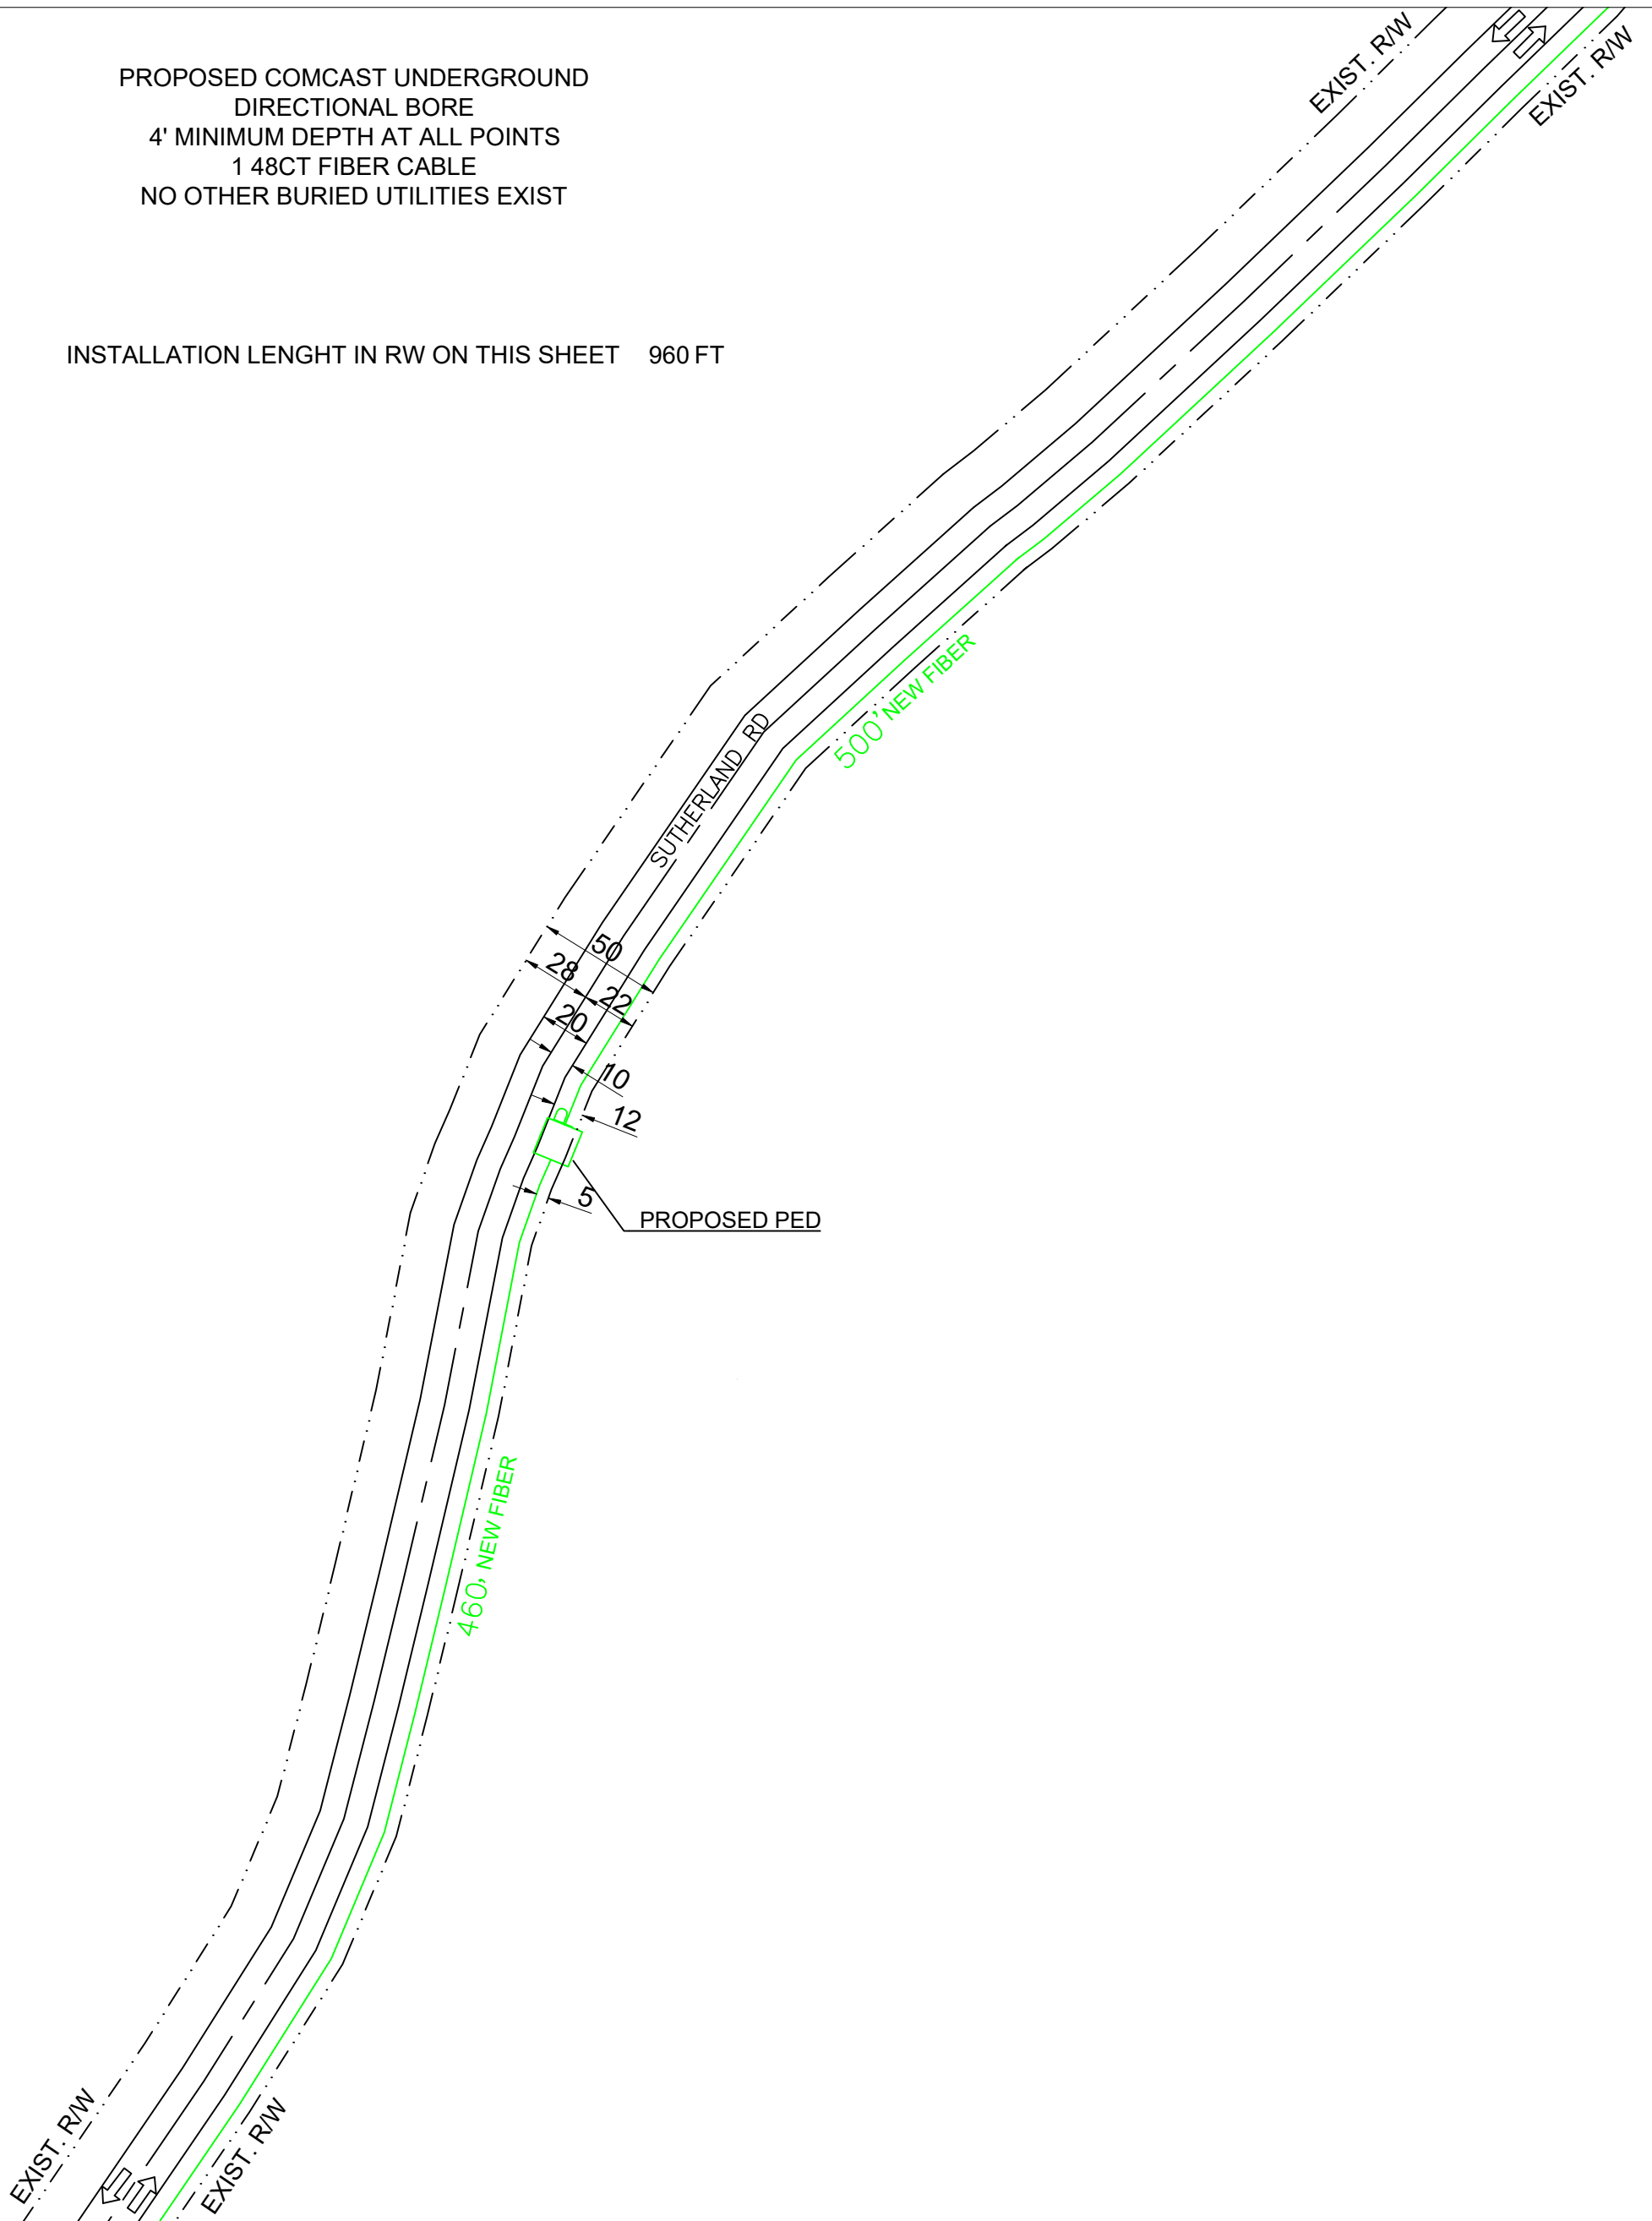 PROPOSED COMCAST UNDERGROUND
DIRECTIONAL BORE
4' MINIMUM DEPTH AT ALL POINTS
1 48CT FIBER CABLE
NO OTHER BURIED UTILITIES EXIST
EXIST. R/W
EXIST. R/W
INSTALLATION LENGHT IN RW ON THIS SHEET 960 FT
500' NEW FIBER
SUTHERLAND RD
50
28
22
20
10
12
P
5
PROPOSED PED
460' NEW FIBER
EXIST. R/W
EXIST. R/W